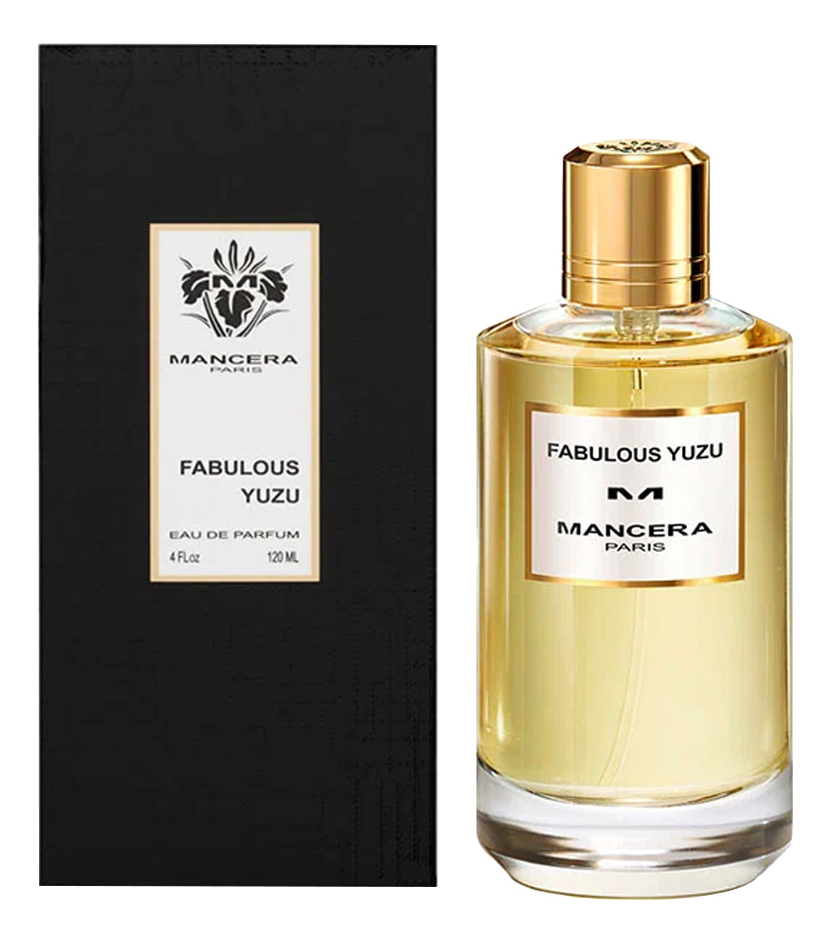 M
MANCERA
PARIS
FABULOUS
YUZU
EAU DE PARFUM
4 FLoz 120 ML
FABULOUS YUZU
M
MANCERA
PARIS